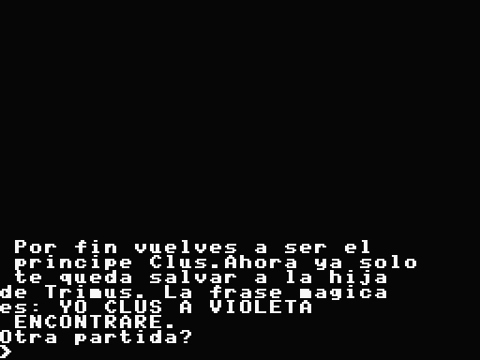 Por fin vuelves a ser el
principe Clus.Ahora ya solo
te queda salvar a la hija
de Trimus. La frase magica
es: YO CLUS A VIOLETA
ENCONTRARE.
Otra partida?
>